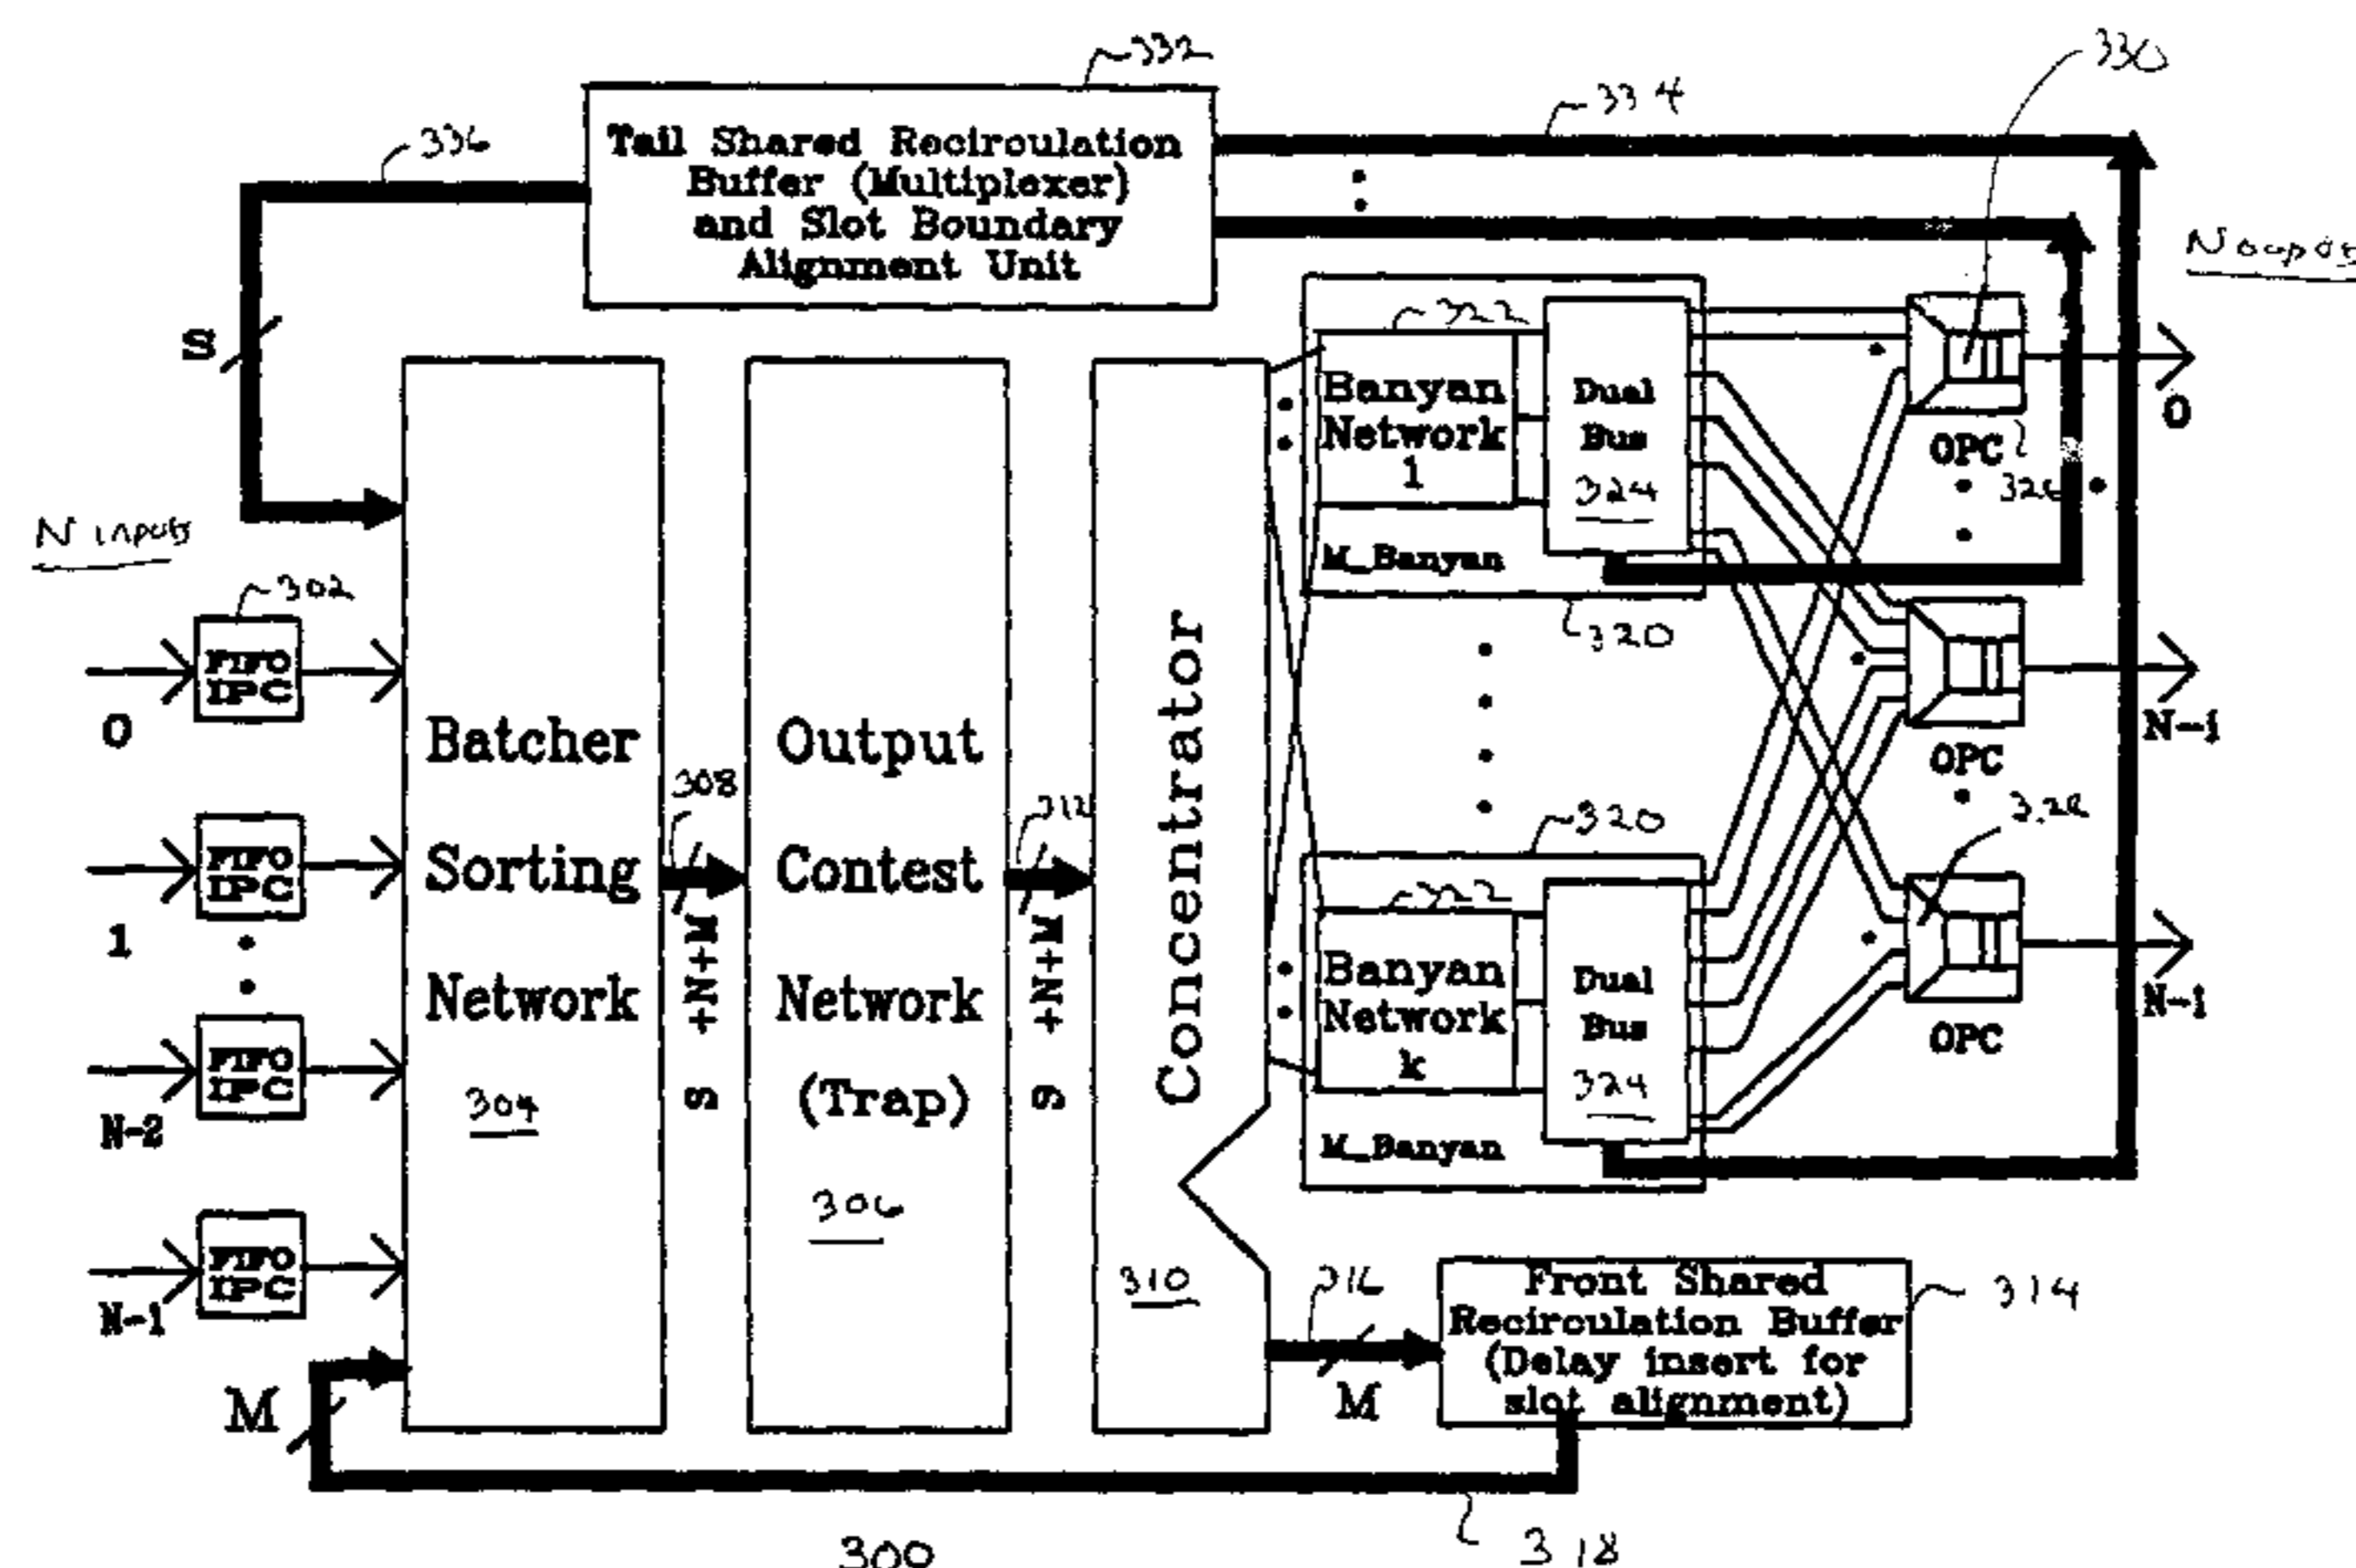 332
334
330
336
Tail Shared Recirculation
Buffer (Multiplexer)
and Slot Boundary
Alignment Unit
S
N inputs
302
FIFO
IPC
0
FIFO
IPC
1
FIFO
IPC
N-2
FIFO
IPC
N-1
M
Batcher
Sorting
Network
304
308
S +N+M
Output
Contest
Network
(Trap)
306
312
S +N+M
Concentrator
310
322
Banyan
Network
1
Dual
Bus
324
M_Banyan
320
320
322
Banyan
Network
k
Dual
Bus
324
M_Banyan
OPC
0
OPC
N-1
OPC
N-1
316
M
Front Shared
Recirculation Buffer
(Delay insert for
slot alignment)
314
318
300